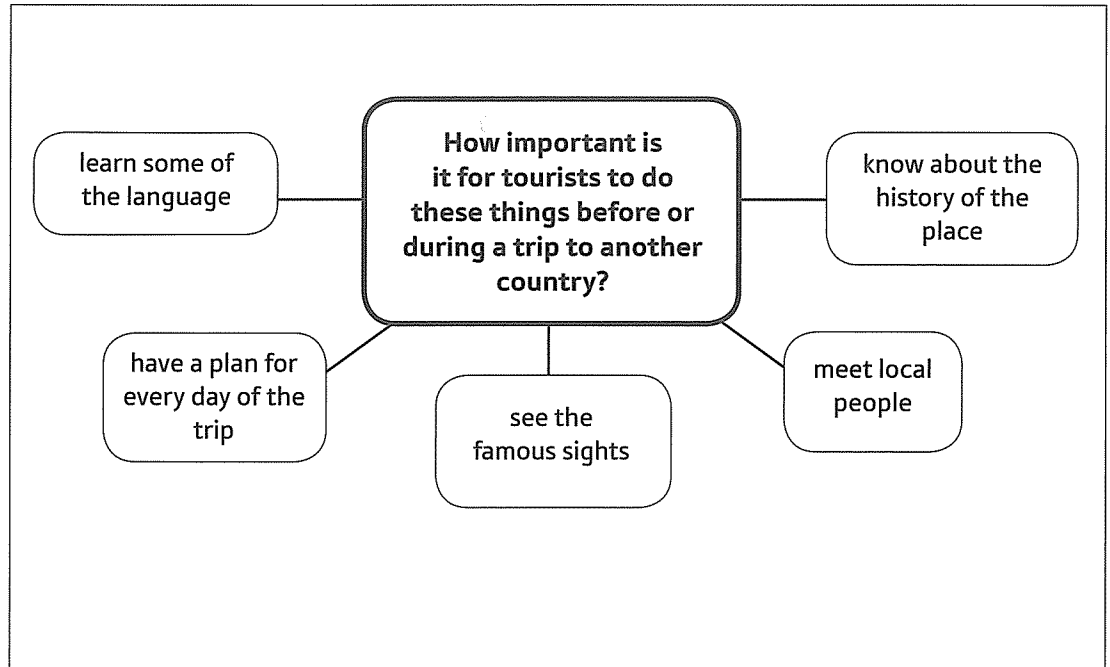 How important is
it for tourists to do
these things before or
during a trip to another
country?
learn some of
the language
know about the
history of the
place
have a plan for
every day of the
trip
see the
famous sights
meet local
people